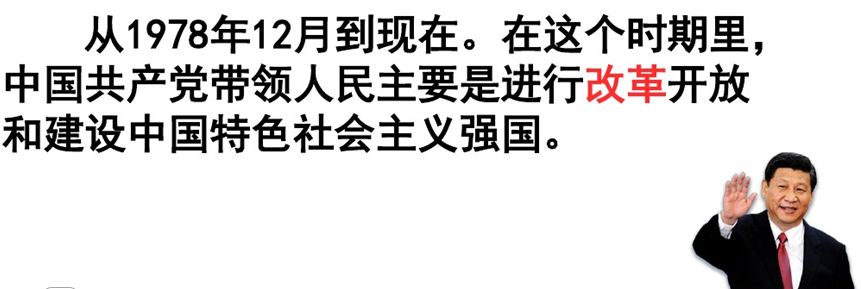 从1978年12月到现在。在这个时期里，
中国共产党带领人民主要是进行改革开放
和建设中国特色社会主义强国。